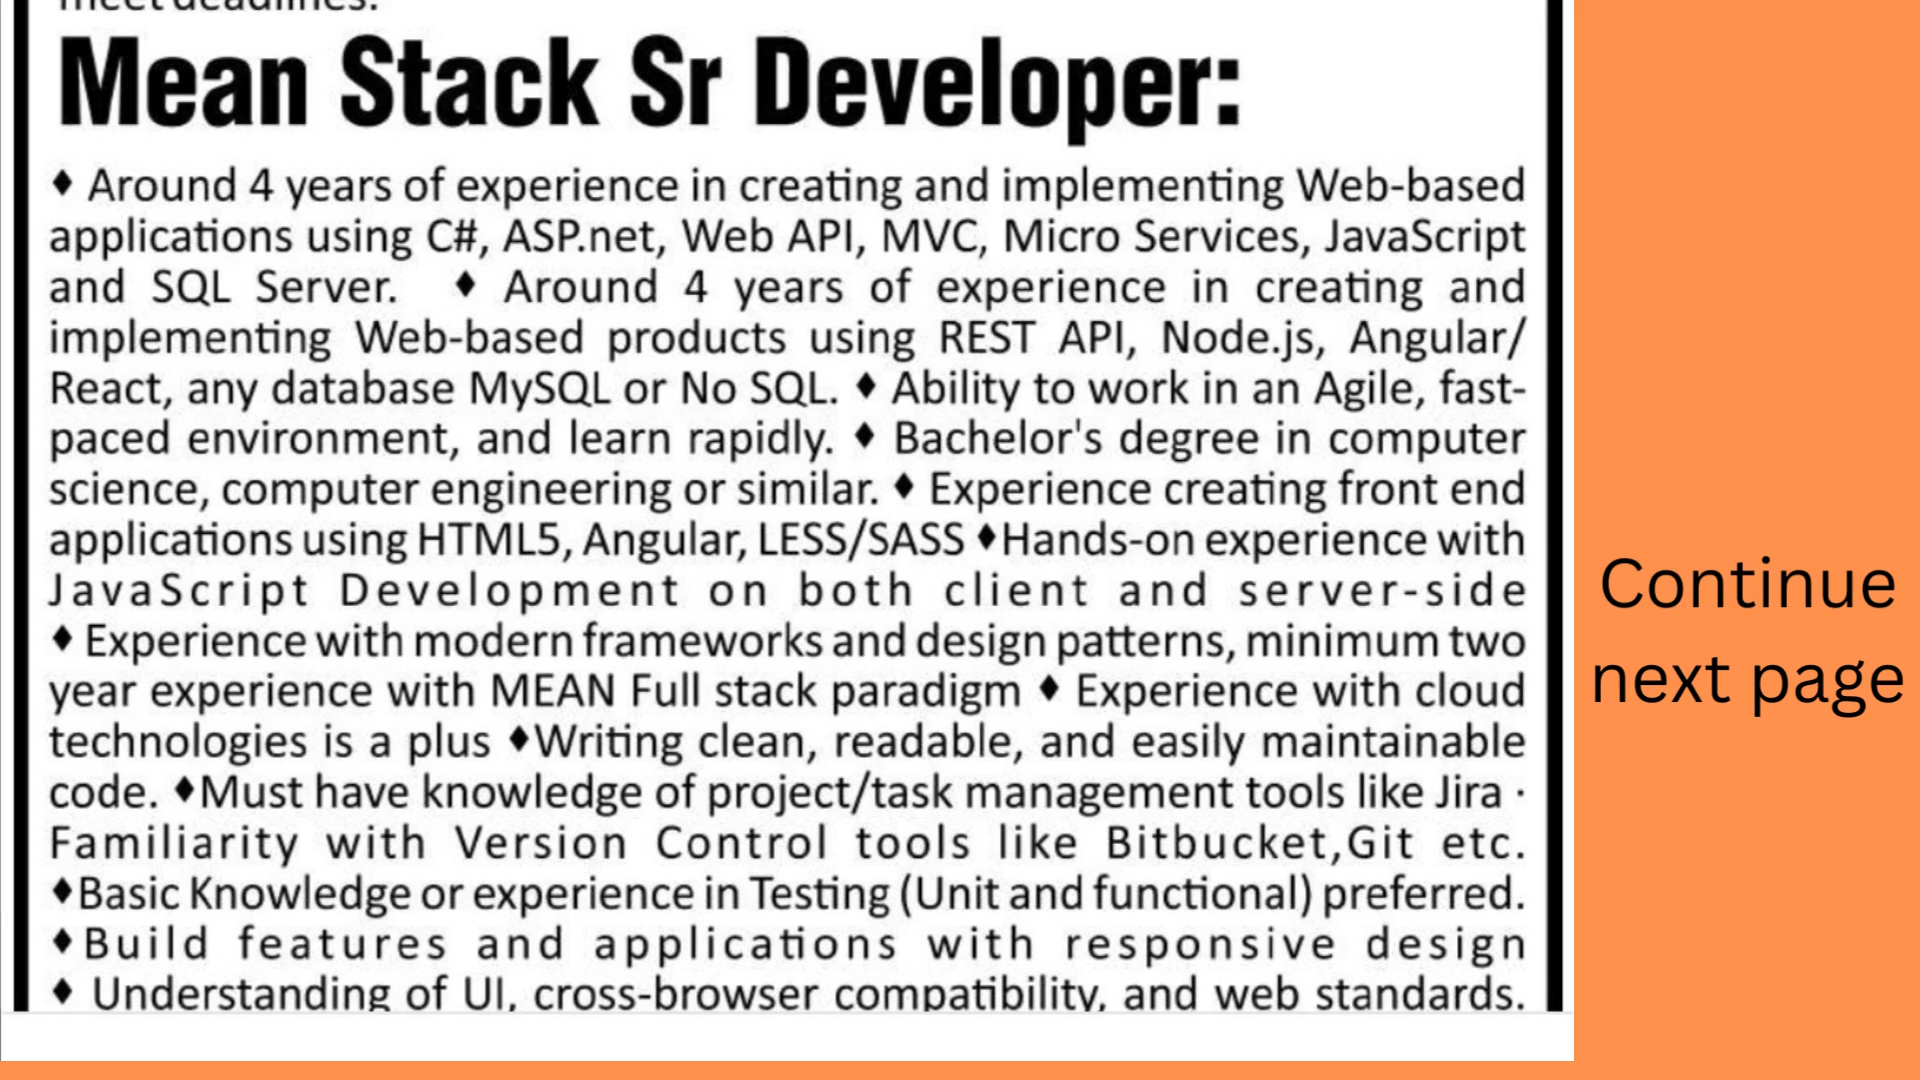 meet deadlines.
Mean Stack Sr Developer:
♦ Around 4 years of experience in creating and implementing Web-based
applications using C#, ASP.net, Web API, MVC, Micro Services, JavaScript
and SQL Server. ♦ Around 4 years of experience in creating and
implementing Web-based products using REST API, Node.js, Angular/
React, any database MySQL or No SQL. ♦ Ability to work in an Agile, fast-
paced environment, and learn rapidly. ♦ Bachelor's degree in computer
science, computer engineering or similar. ♦ Experience creating front end
applications using HTML5, Angular, LESS/SASS ♦Hands-on experience with
JavaScript Development on both client and server-side
♦ Experience with modern frameworks and design patterns, minimum two
year experience with MEAN Full stack paradigm ♦ Experience with cloud
technologies is a plus ♦Writing clean, readable, and easily maintainable
code. ♦Must have knowledge of project/task management tools like Jira ·
Familiarity with Version Control tools like Bitbucket,Git etc.
♦Basic Knowledge or experience in Testing (Unit and functional) preferred.
♦Build features and applications with responsive design
♦ Understanding of UI, cross-browser compatibility, and web standards.
Continue
next page